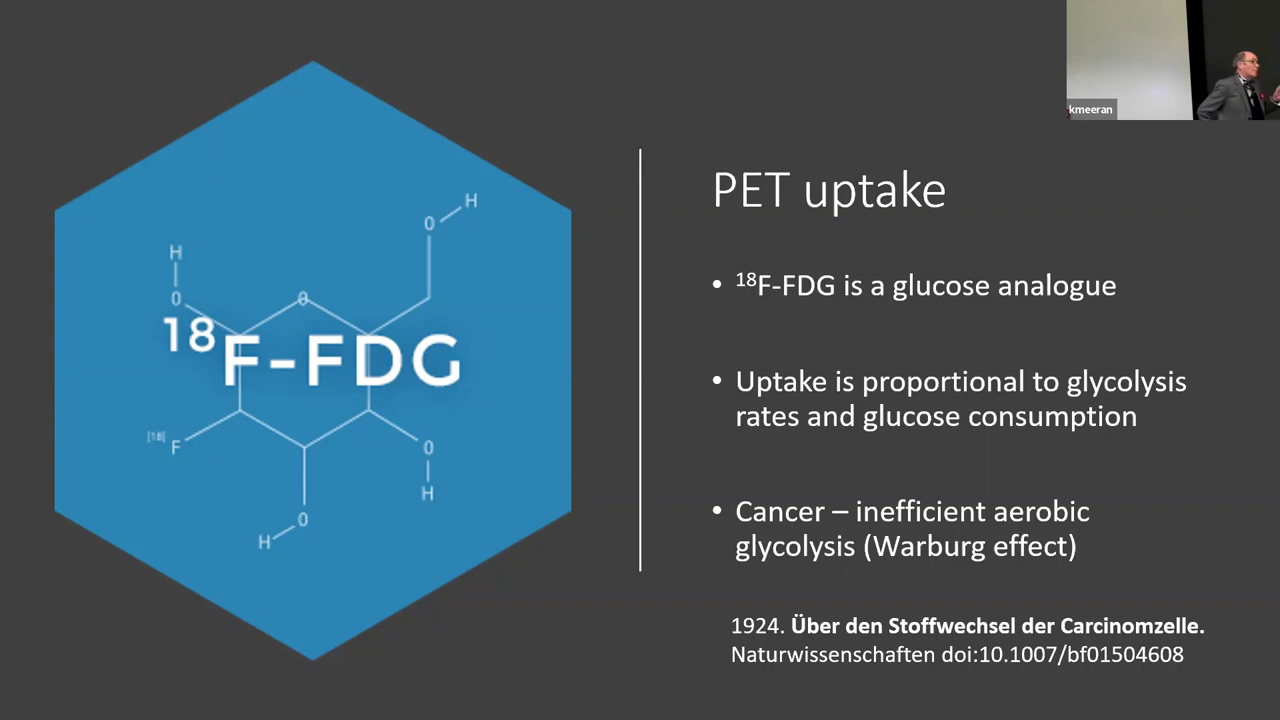 kmeeran
H
O
H
O
O
¹⁸F-FDG
[18]
F
O
H
O
H
PET uptake
• ¹⁸F-FDG is a glucose analogue
• Uptake is proportional to glycolysis
rates and glucose consumption
• Cancer – inefficient aerobic
glycolysis (Warburg effect)
1924. Über den Stoffwechsel der Carcinomzelle.
Naturwissenschaften doi:10.1007/bf01504608